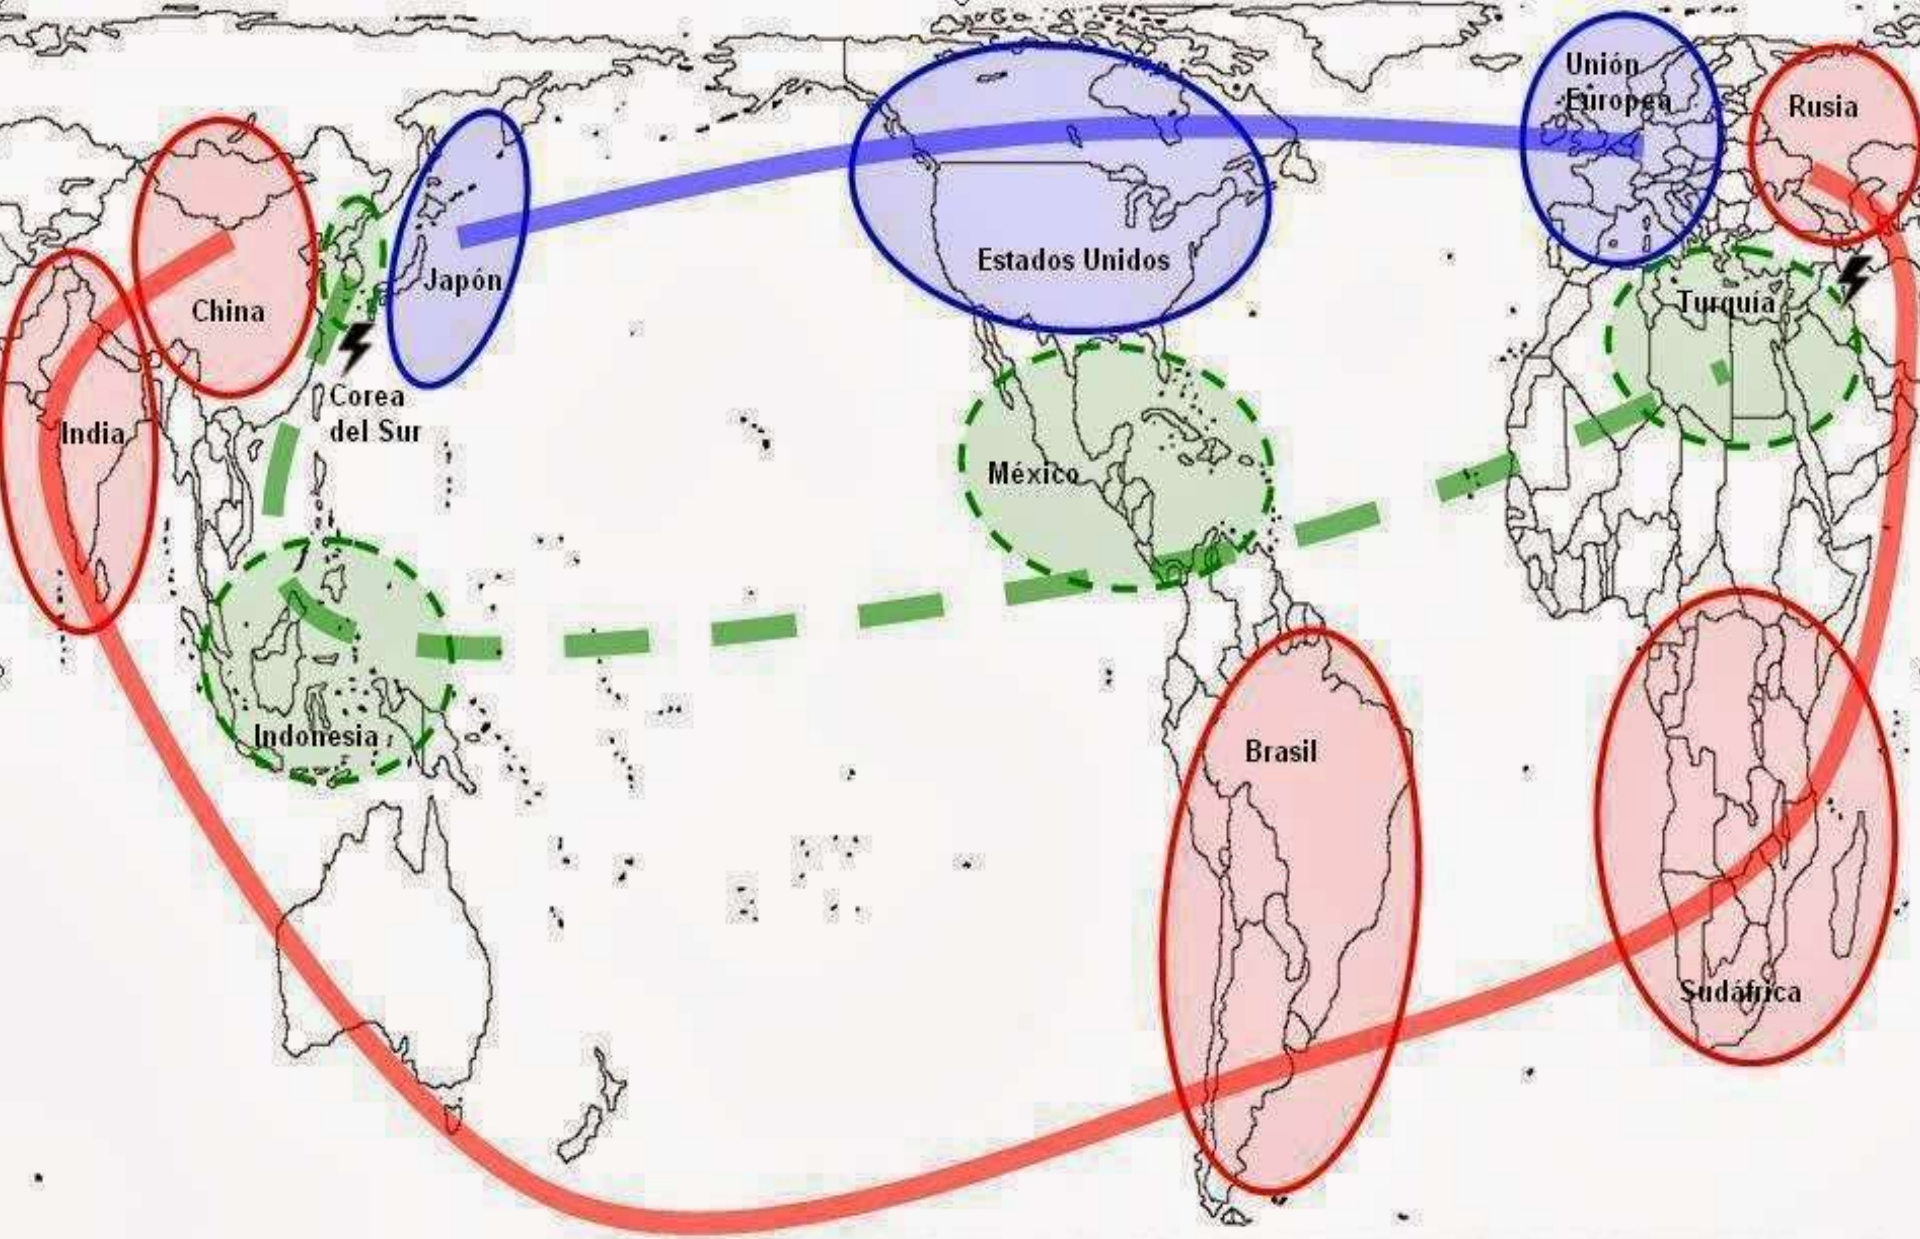 Unión
Europea
Rusia
Estados Unidos
Japón
China
Turquía
Corea
del Sur
India
México
Indonesia
Brasil
Sudáfrica